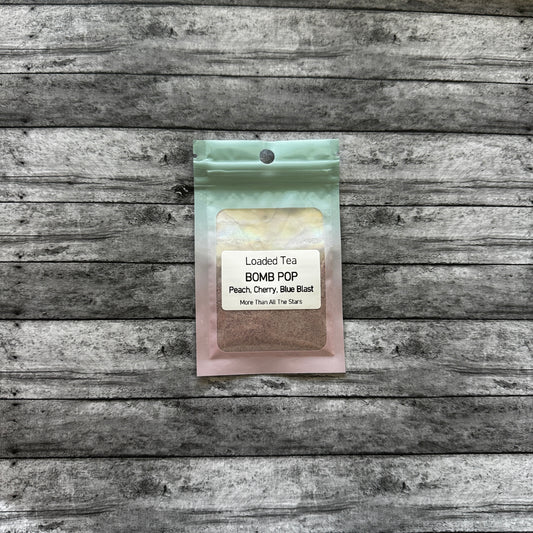 Loaded Tea
BOMB POP
Peach, Cherry, Blue Blast
More Than All The Stars